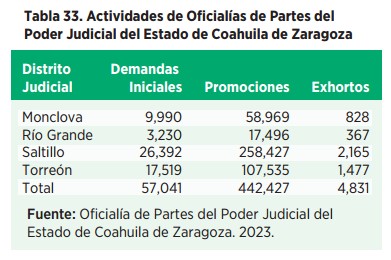 Tabla 33. Actividades de Oficialías de Partes del
Poder Judicial del Estado de Coahuila de Zaragoza
Distrito Judicial Demandas Iniciales Promociones Exhortos
Monclova 9,990 58,969 828
Río Grande 3,230 17,496 367
Saltillo 26,392 258,427 2,165
Torreón 17,519 107,535 1,477
Total 57,041 442,427 4,831
Fuente: Oficialía de Partes del Poder Judicial del
Estado de Coahuila de Zaragoza. 2023.